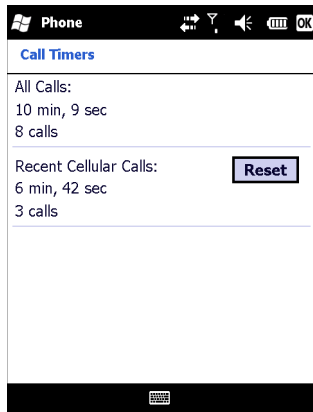 Phone
OK
Call Timers
All Calls:
10 min, 9 sec
8 calls
Recent Cellular Calls:
Reset
6 min, 42 sec
3 calls